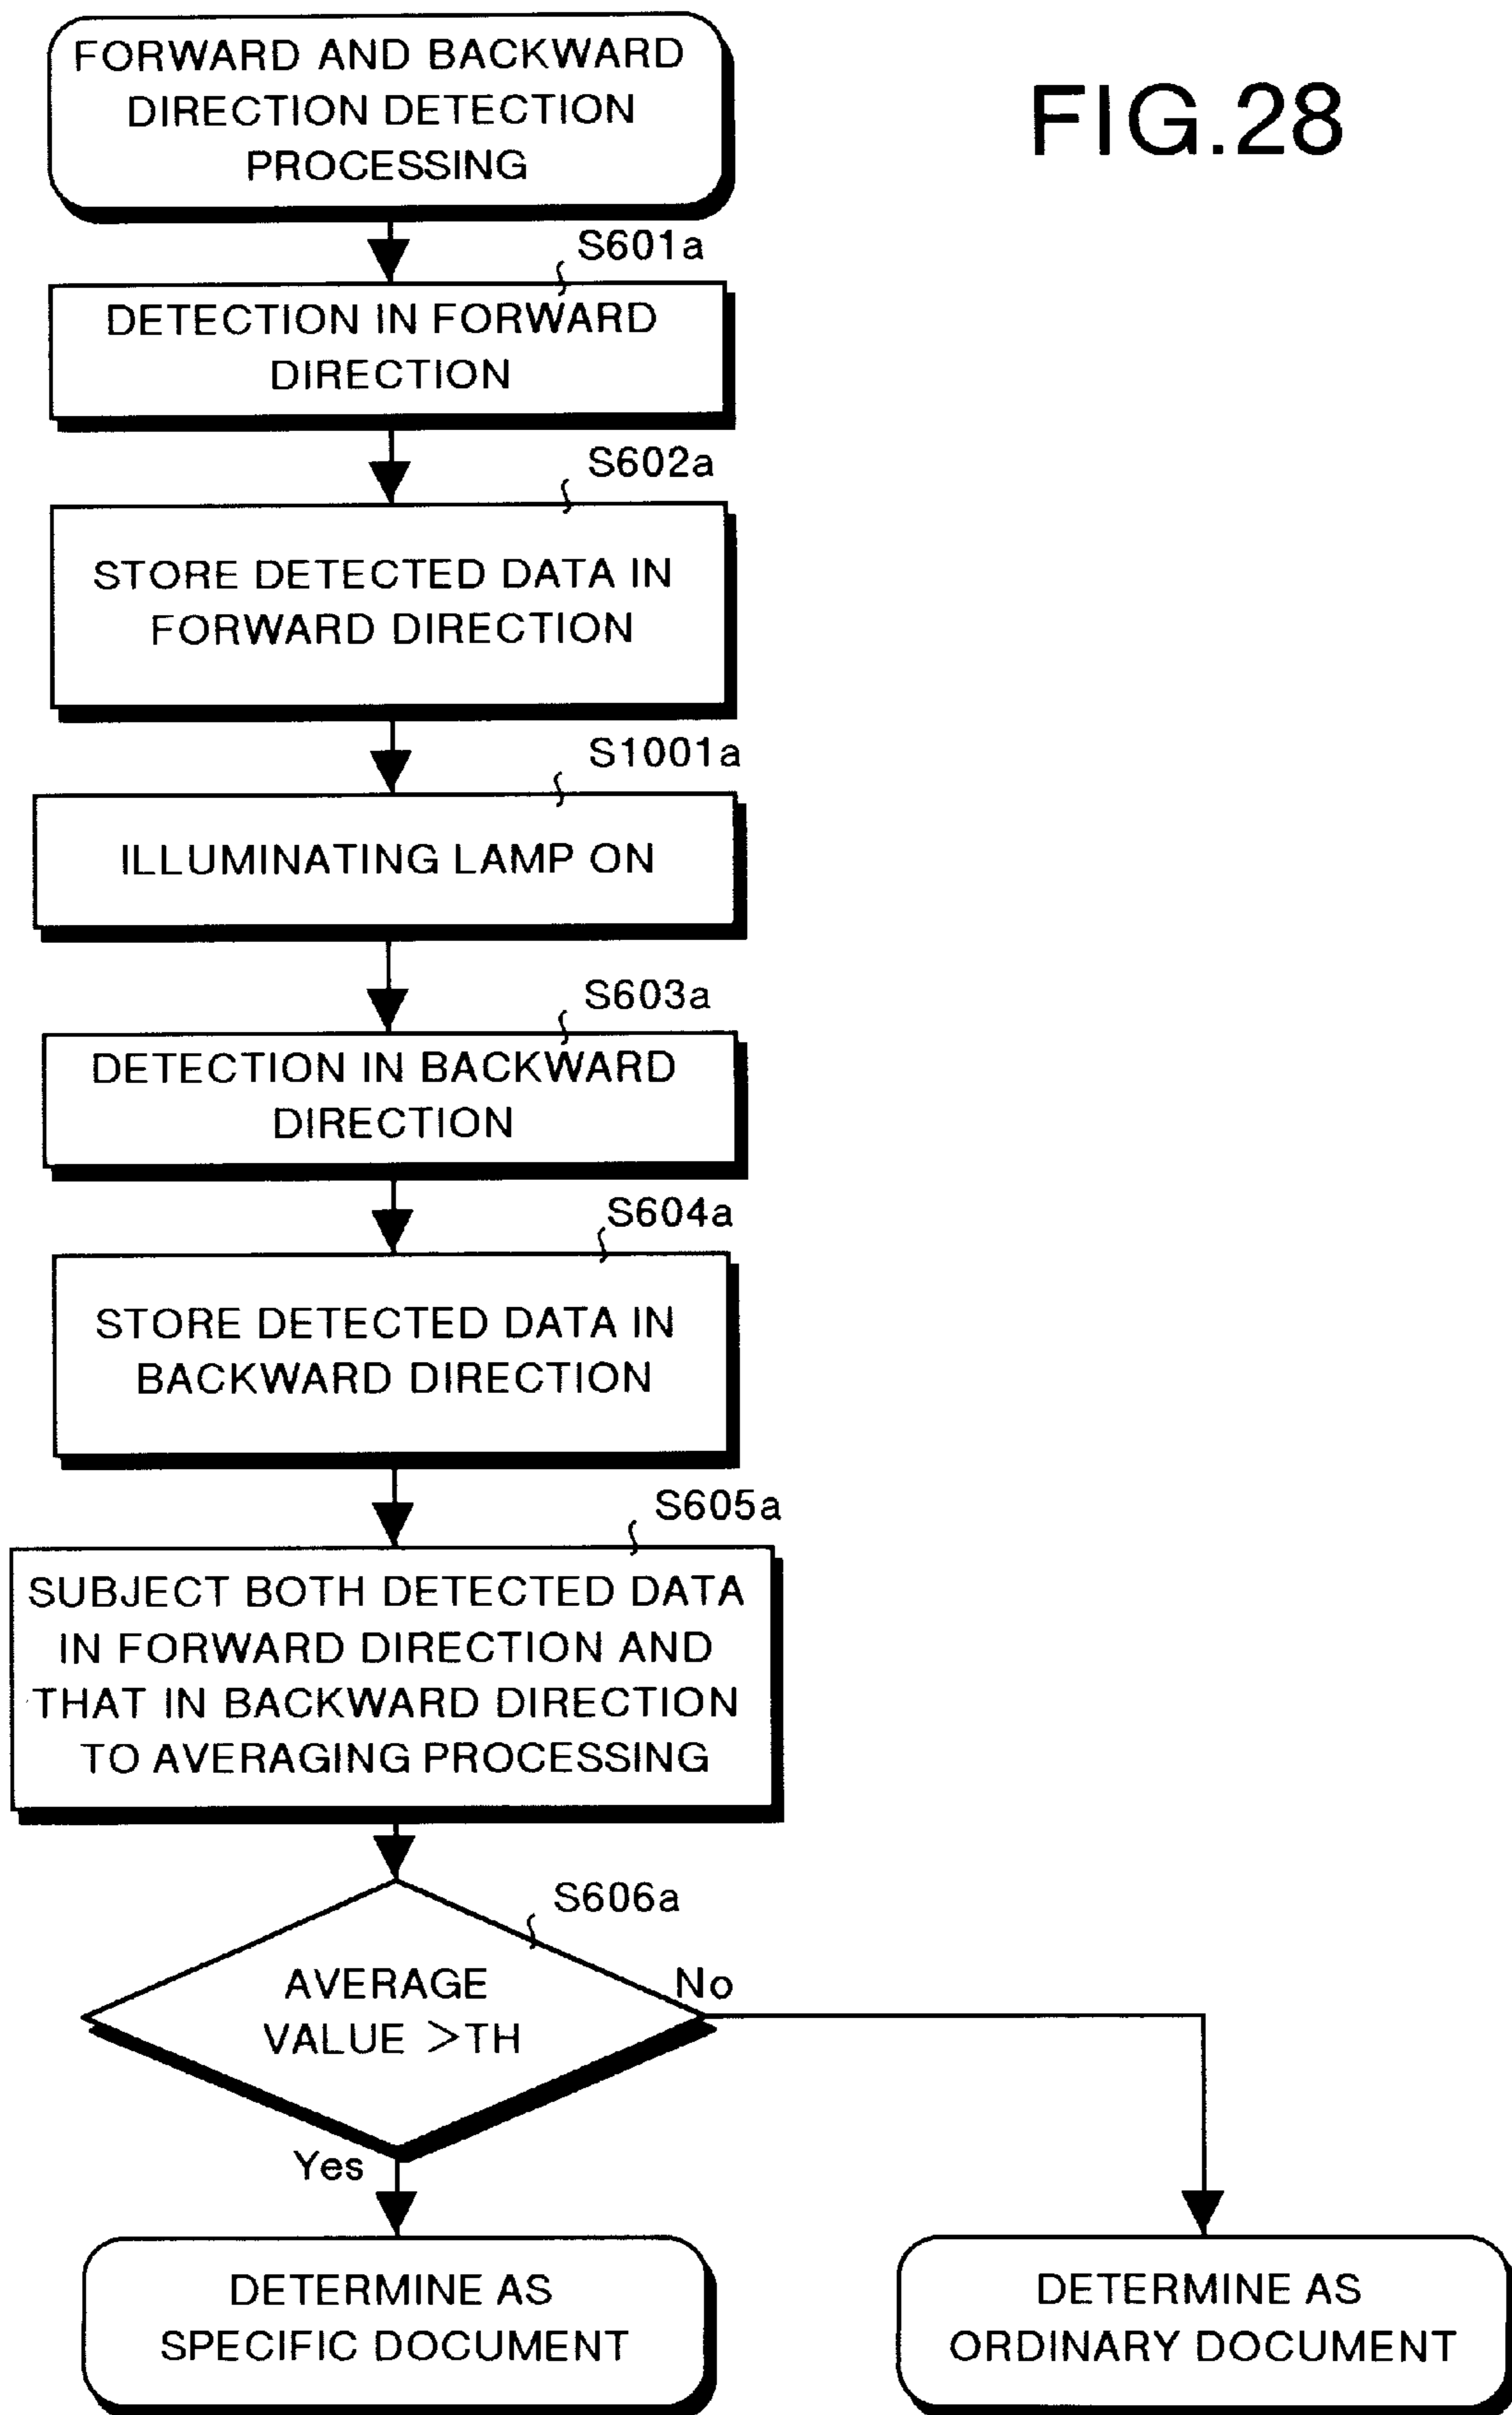 FORWARD AND BACKWARD
DIRECTION DETECTION
PROCESSING
FIG.28
S601a
DETECTION IN FORWARD
DIRECTION
S602a
STORE DETECTED DATA IN
FORWARD DIRECTION
S1001a
ILLUMINATING LAMP ON
S603a
DETECTION IN BACKWARD
DIRECTION
S604a
STORE DETECTED DATA IN
BACKWARD DIRECTION
S605a
SUBJECT BOTH DETECTED DATA
IN FORWARD DIRECTION AND
THAT IN BACKWARD DIRECTION
TO AVERAGING PROCESSING
S606a
AVERAGE
VALUE >TH
No
Yes
DETERMINE AS
SPECIFIC DOCUMENT
DETERMINE AS
ORDINARY DOCUMENT